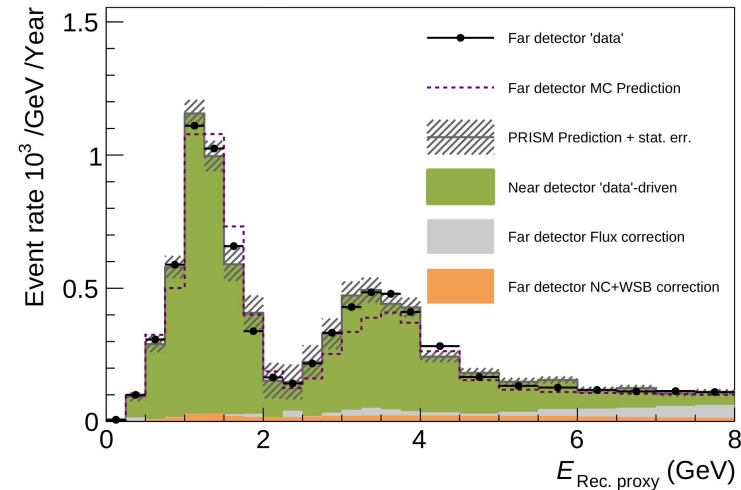 Event rate 10³ /GeV /Year
1.5
1
0.5
0
Far detector 'data'
Far detector MC Prediction
PRISM Prediction + stat. err.
Near detector 'data'-driven
Far detector Flux correction
Far detector NC+WSB correction
0 2 4 6 8
E Rec. proxy (GeV)